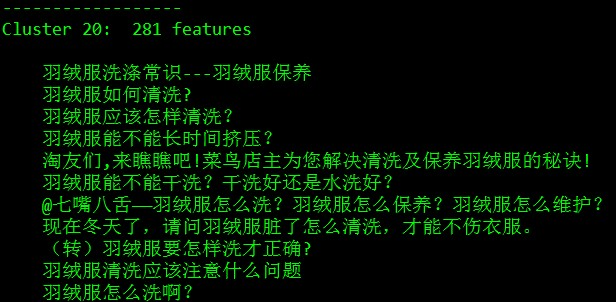 ------------------
Cluster 20:  281 features
羽绒服洗涤常识---羽绒服保养
羽绒服如何清洗?
羽绒服应该怎样清洗？
羽绒服能不能长时间挤压？
淘友们,来瞧瞧吧!菜鸟店主为您解决清洗及保养羽绒服的秘诀!
羽绒服能不能干洗？干洗好还是水洗好？
@七嘴八舌——羽绒服怎么洗？羽绒服怎么保养？羽绒服怎么维护？
现在冬天了，请问羽绒服脏了怎么清洗，才能不伤衣服。
（转）羽绒服要怎样洗才正确?
羽绒服清洗应该注意什么问题
羽绒服怎么洗啊？